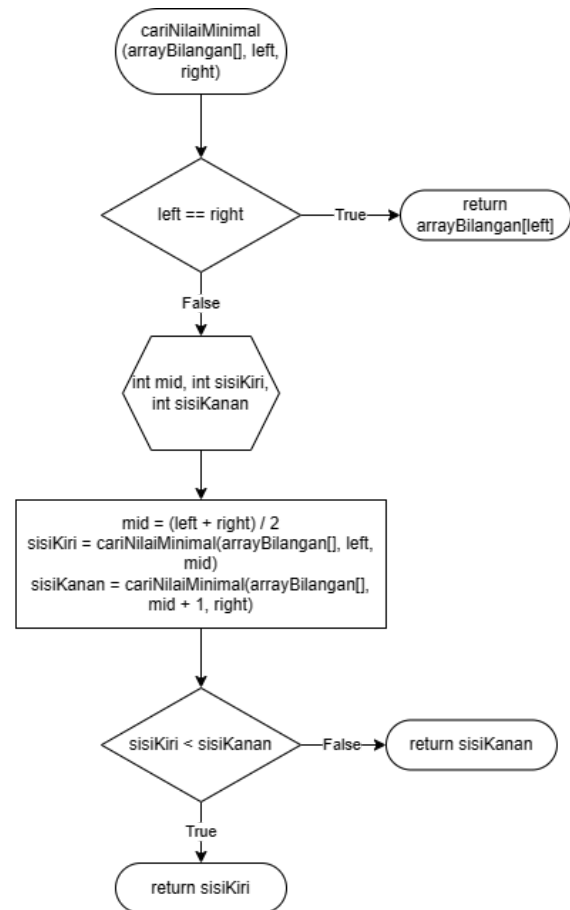 cariNilaiMinimal
(arrayBilangan[], left,
right)
left == right
True
return
arrayBilangan[left]
False
int mid, int sisiKiri,
int sisiKanan
mid = (left + right) / 2
sisiKiri = cariNilaiMinimal(arrayBilangan[], left,
mid)
sisiKanan = cariNilaiMinimal(arrayBilangan[],
mid + 1, right)
sisiKiri < sisiKanan
False
return sisiKanan
True
return sisiKiri